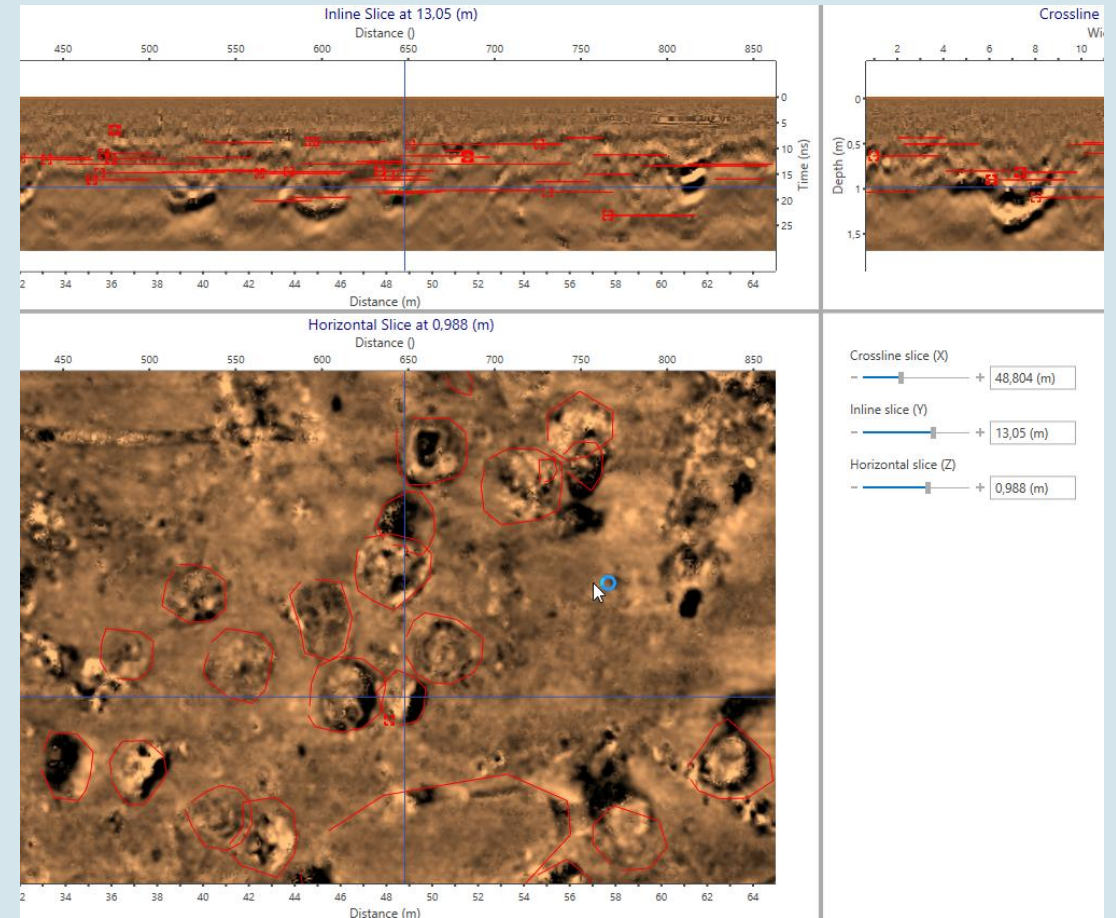 Inline Slice at 13,05 (m)
Distance ()
450 500 550 600 650 700 750 800 850
0
5
10
15
20
25
Time (ns)
2 34 36 38 40 42 44 46 48 50 52 54 56 58 60 62 64
Distance (m)
Crossline
Wi
2 4 6 8 10
0
0,5
1
1,5
Depth (m)
Horizontal Slice at 0,988 (m)
Distance ()
450 500 550 600 650 700 750 800 850
2 34 36 38 40 42 44 46 48 50 52 54 56 58 60 62 64
Distance (m)
Crossline slice (X)
- + 48,804 (m)
Inline slice (Y)
- + 13,05 (m)
Horizontal slice (Z)
- + 0,988 (m)